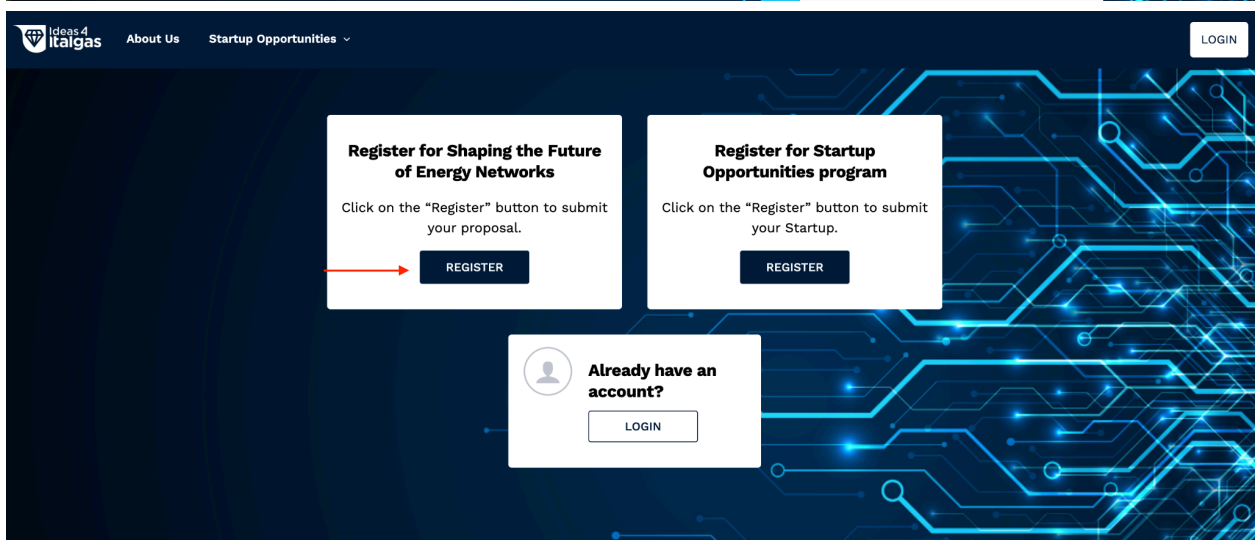 Ideas4
italgas
About Us
Startup Opportunities
LOGIN
Register for Shaping the Future
of Energy Networks
Click on the “Register” button to submit
your proposal.
REGISTER
Register for Startup
Opportunities program
Click on the “Register” button to submit
your Startup.
REGISTER
Already have an
account?
LOGIN